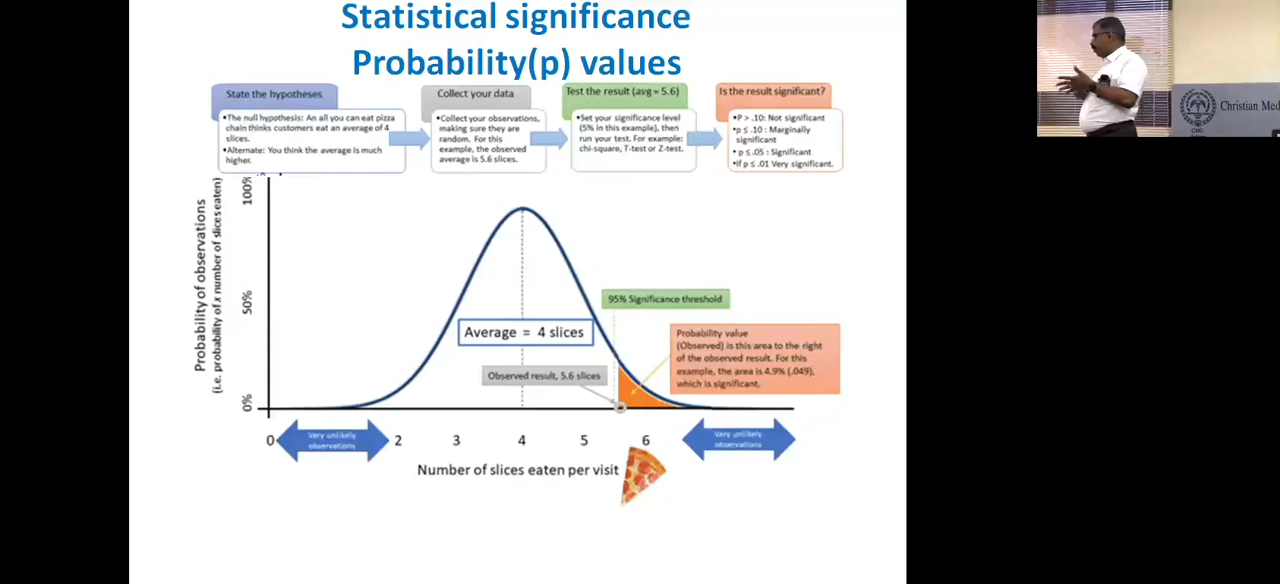 Statistical significance
Probability(p) values
State the hypotheses
•The null hypothesis: An all you can eat pizza
chain thinks customers eat an average of 4
slices.
•Alternate: You think the average is much
higher.
Collect your data
•Collect your observations,
making sure they are
random. For this
example, the observed
average is 5.6 slices.
Test the result (avg = 5.6)
•Set your significance level
(5% in this example), then
run your test. For example:
chi-square, T-test or Z-test.
Is the result significant?
•P > .10: Not significant
•p ≤ .10 : Marginally
significant
•p ≤ .05 : Significant
•If p ≤ .01 Very significant.
Probability of observations
(i.e. probability of x number of slices eaten)
100%
50%
0%
95% Significance threshold
Average = 4 slices
Probability value
(Observed) is this area to the right
of the observed result. For this
example, the area is 4.9% (.049),
which is significant.
Observed result, 5.6 slices
0 2 3 4 5 6
Very unlikely
observations
Very unlikely
observations
Number of slices eaten per visit
Christian Med
CMC